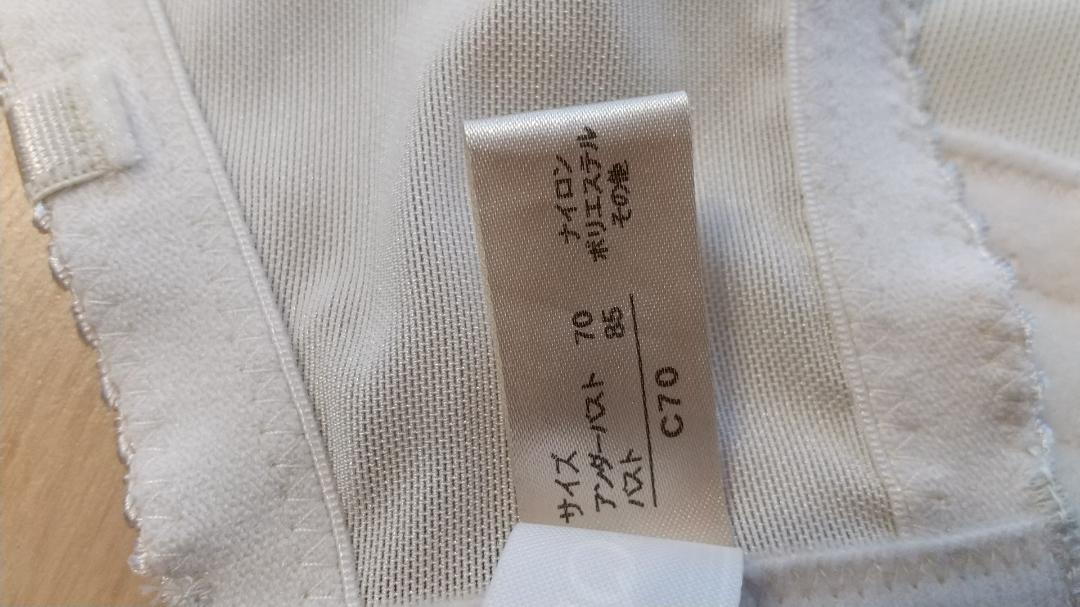 サイズ
アンダーバスト 70
バスト 85
C70
ナイロン
ポリエステル
その他